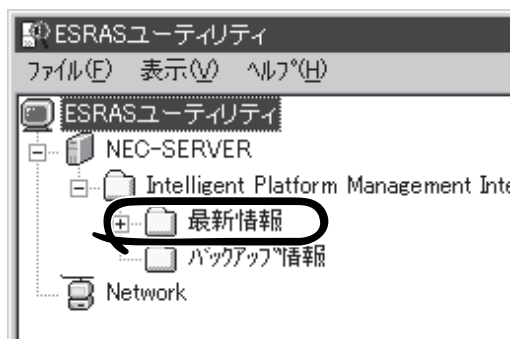 ESRASユーティリティ
ファイル(F) 表示(V) ヘルプ(H)
ESRASユーティリティ
NEC-SERVER
Intelligent Platform Management Inte
最新情報
バックアップ情報
Network